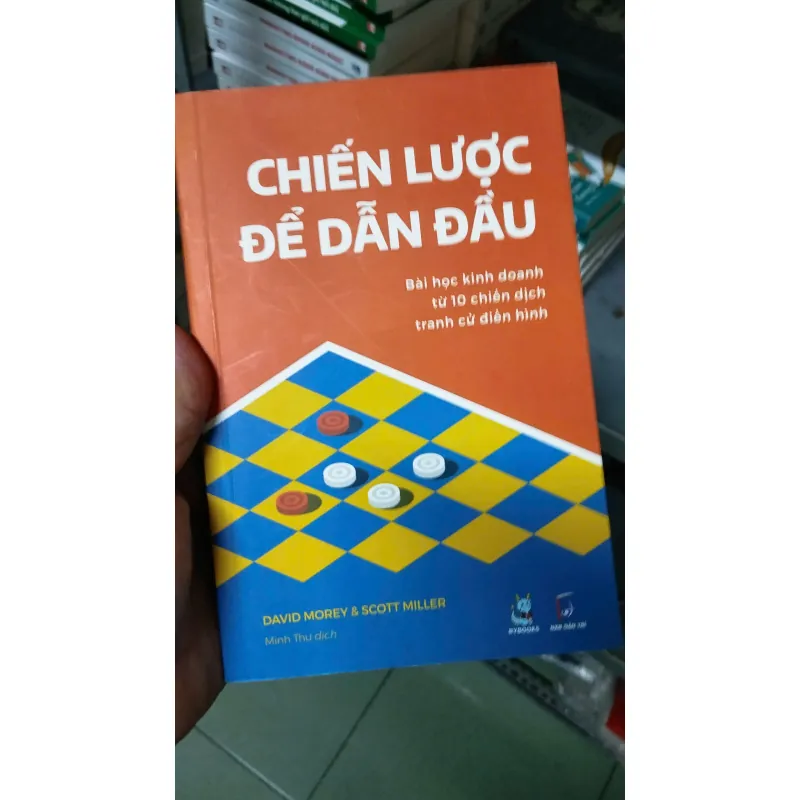 CHIẾN LƯỢC
ĐỂ DẪN ĐẦU
Bài học kinh doanh
từ 10 chiến dịch
tranh cử điển hình
DAVID MOREY & SCOTT MILLER
Minh Thư dịch